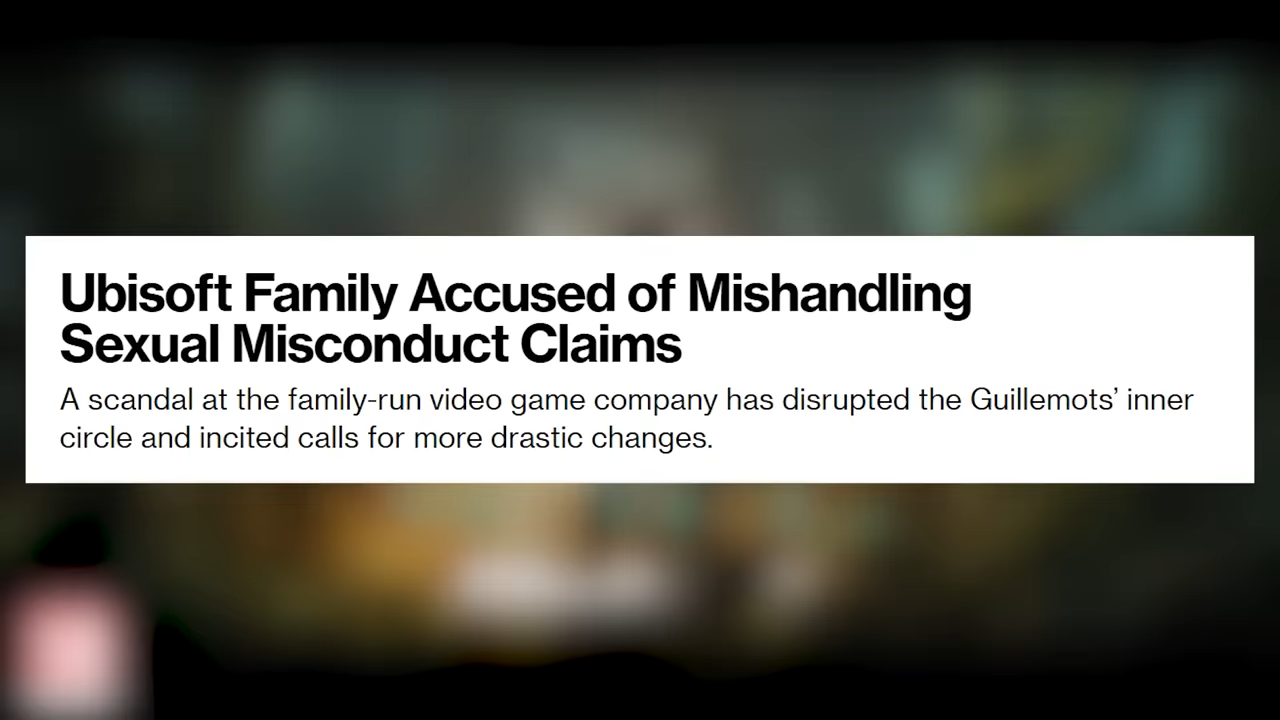 Ubisoft Family Accused of Mishandling
Sexual Misconduct Claims
A scandal at the family-run video game company has disrupted the Guillemots’ inner
circle and incited calls for more drastic changes.